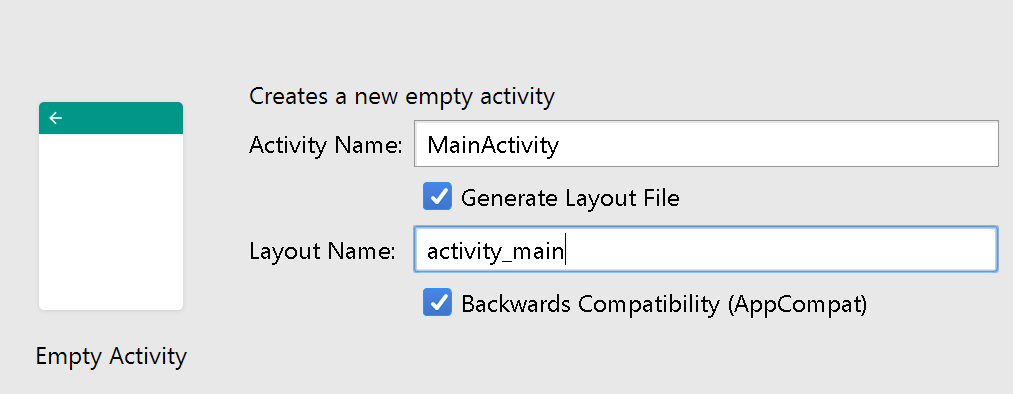 Creates a new empty activity
Activity Name: MainActivity
Generate Layout File
Layout Name: activity_main
Backwards Compatibility (AppCompat)
Empty Activity